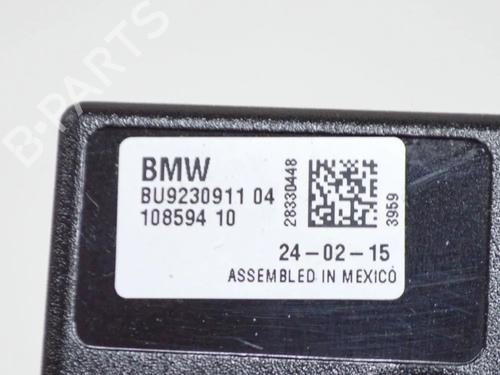 B-PARTS
BMW
BU9230911 04
108594 10
28330448
3959
24-02-15
ASSEMBLED IN MEXICO